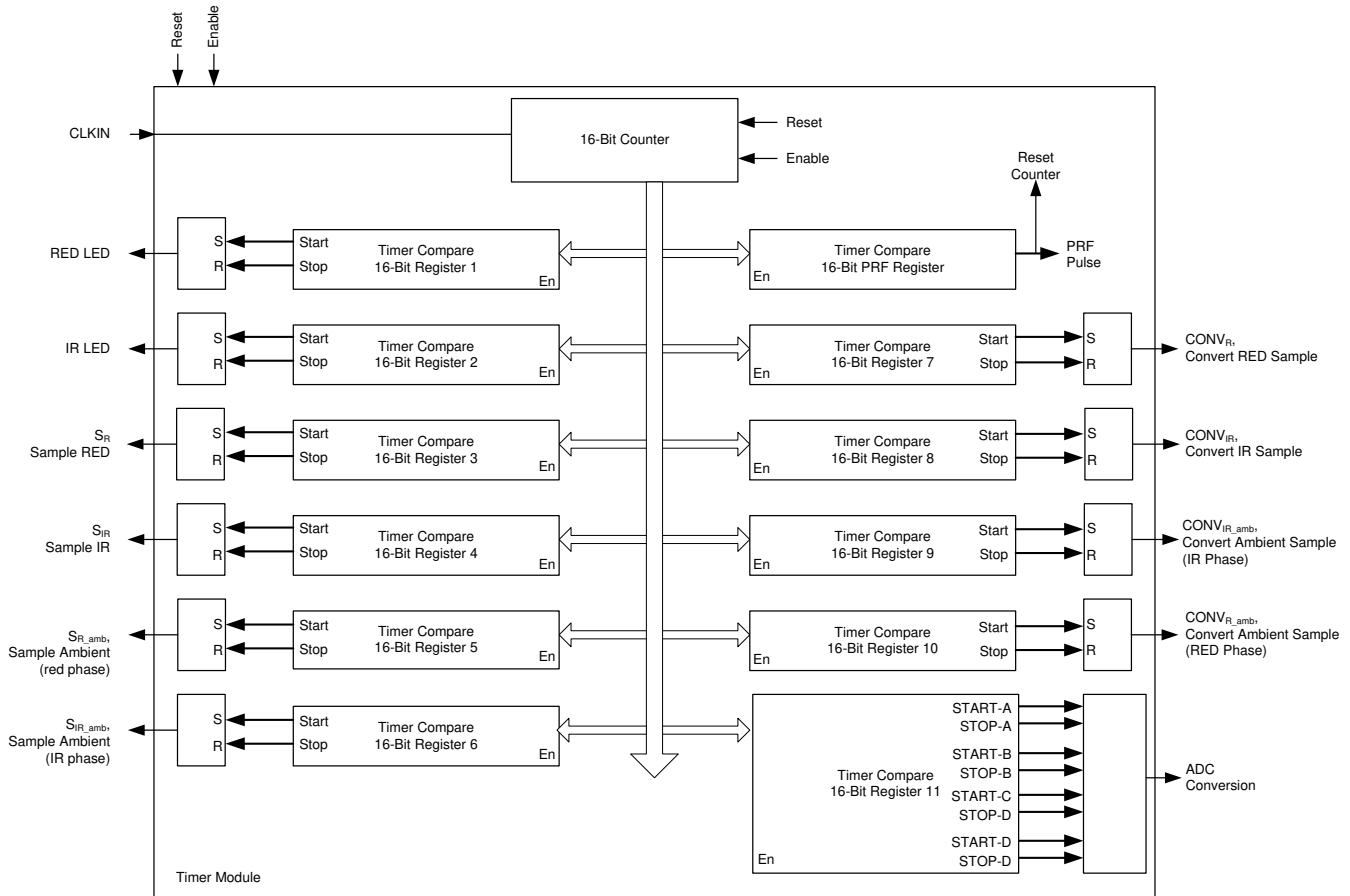 Reset
Enable
CLKIN
16-Bit Counter
Reset
Enable
Reset
Counter
RED LED
S
R
Start
Stop
Timer Compare
16-Bit Register 1
En
Timer Compare
16-Bit PRF Register
En
PRF
Pulse
IR LED
S
R
Start
Stop
Timer Compare
16-Bit Register 2
En
Timer Compare
16-Bit Register 7
En
Start
Stop
S
R
CONVR,
Convert RED Sample
SR
Sample RED
S
R
Start
Stop
Timer Compare
16-Bit Register 3
En
Timer Compare
16-Bit Register 8
En
Start
Stop
S
R
CONVIR,
Convert IR Sample
SIR
Sample IR
S
R
Start
Stop
Timer Compare
16-Bit Register 4
En
Timer Compare
16-Bit Register 9
En
Start
Stop
S
R
CONVIR_amb,
Convert Ambient Sample
(IR Phase)
SR_amb,
Sample Ambient
(red phase)
S
R
Start
Stop
Timer Compare
16-Bit Register 5
En
Timer Compare
16-Bit Register 10
En
Start
Stop
S
R
CONVR_amb,
Convert Ambient Sample
(RED Phase)
SIR_amb,
Sample Ambient
(IR phase)
S
R
Start
Stop
Timer Compare
16-Bit Register 6
En
Timer Compare
16-Bit Register 11
En
START-A
STOP-A
START-B
STOP-B
START-C
STOP-D
START-D
STOP-D
ADC
Conversion
Timer Module